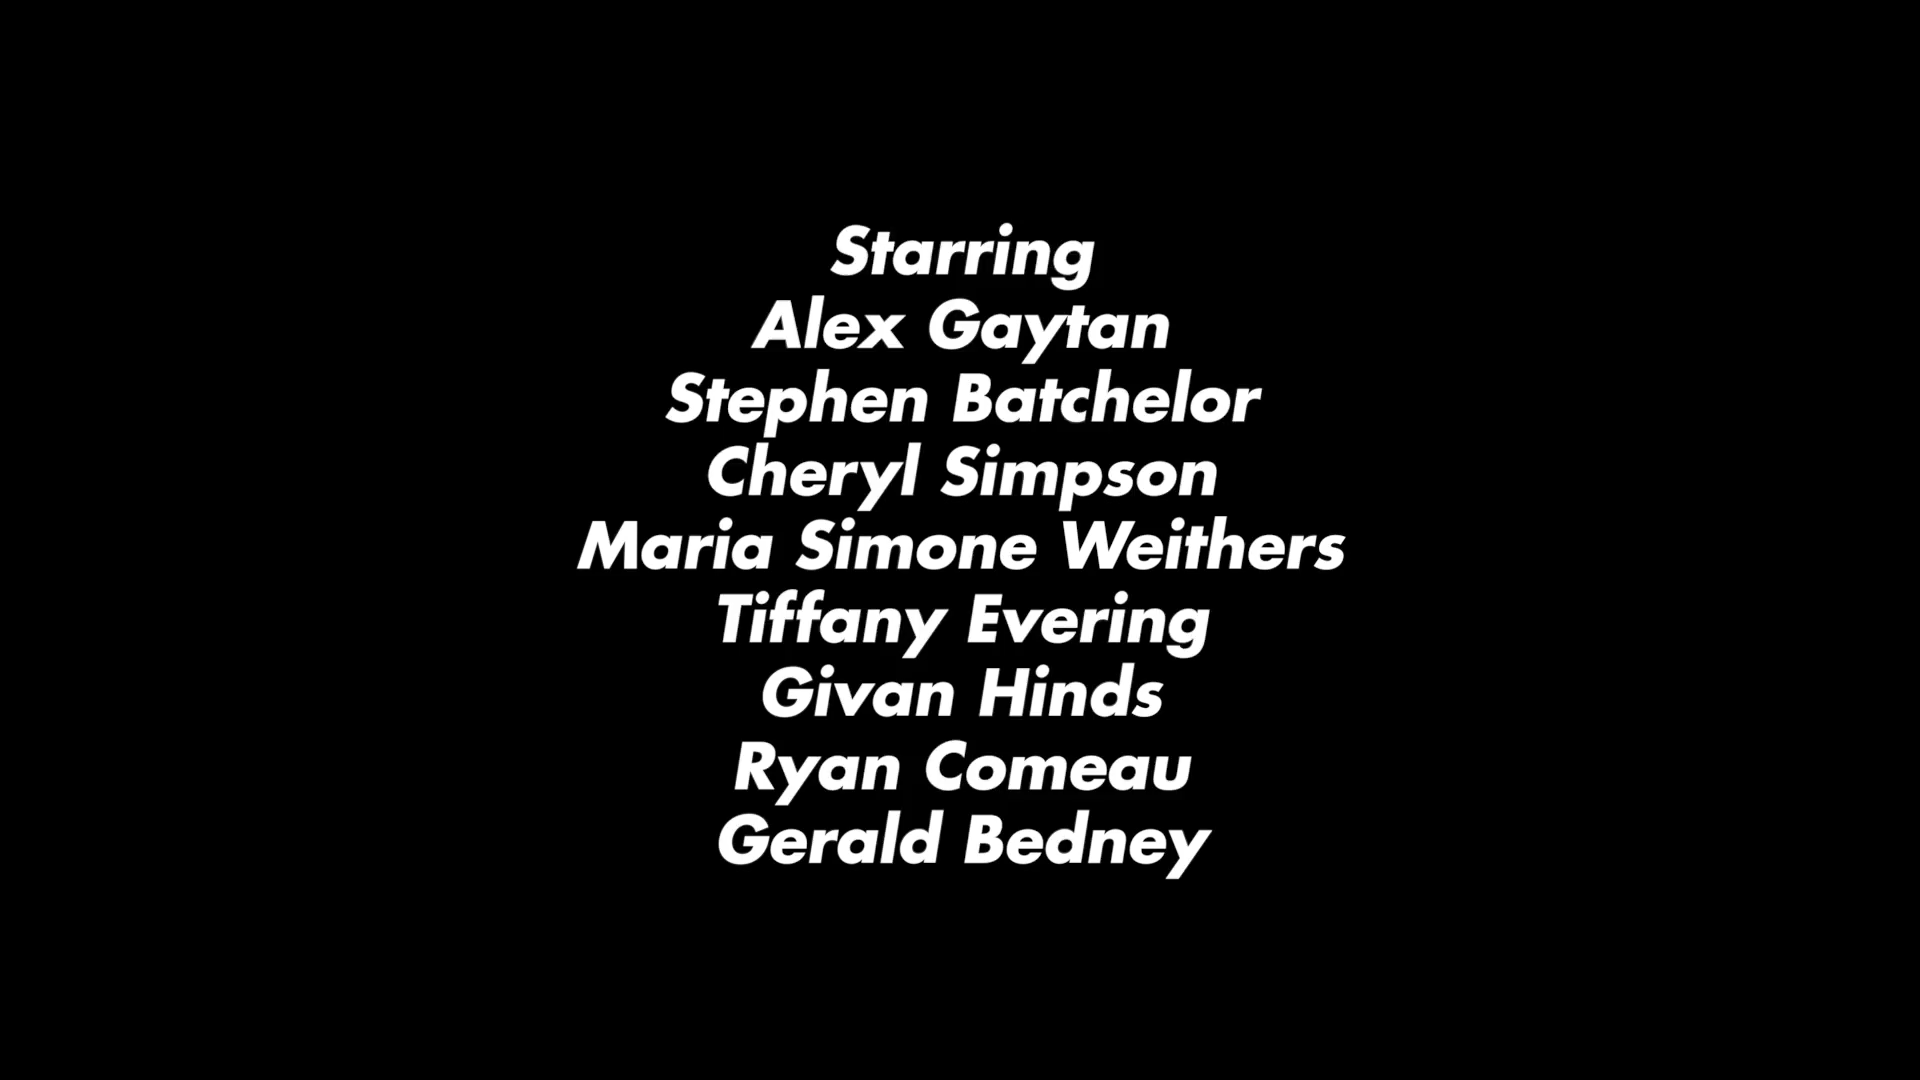 Starring
Alex Gaytan
Stephen Batchelor
Cheryl Simpson
Maria Simone Weithers
Tiffany Evering
Givan Hinds
Ryan Comeau
Gerald Bedney